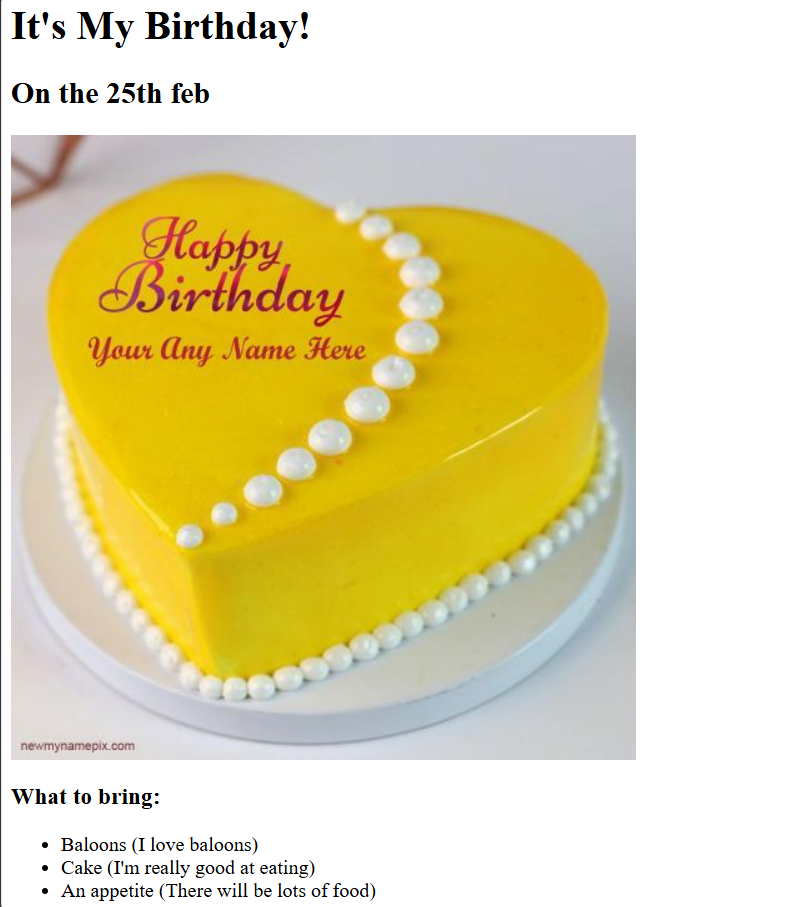 It's My Birthday!
On the 25th feb
Happy
Birthday
Your Any Name Here
newmynamepix.com
What to bring:
Baloons (I love baloons)
Cake (I'm really good at eating)
An appetite (There will be lots of food)